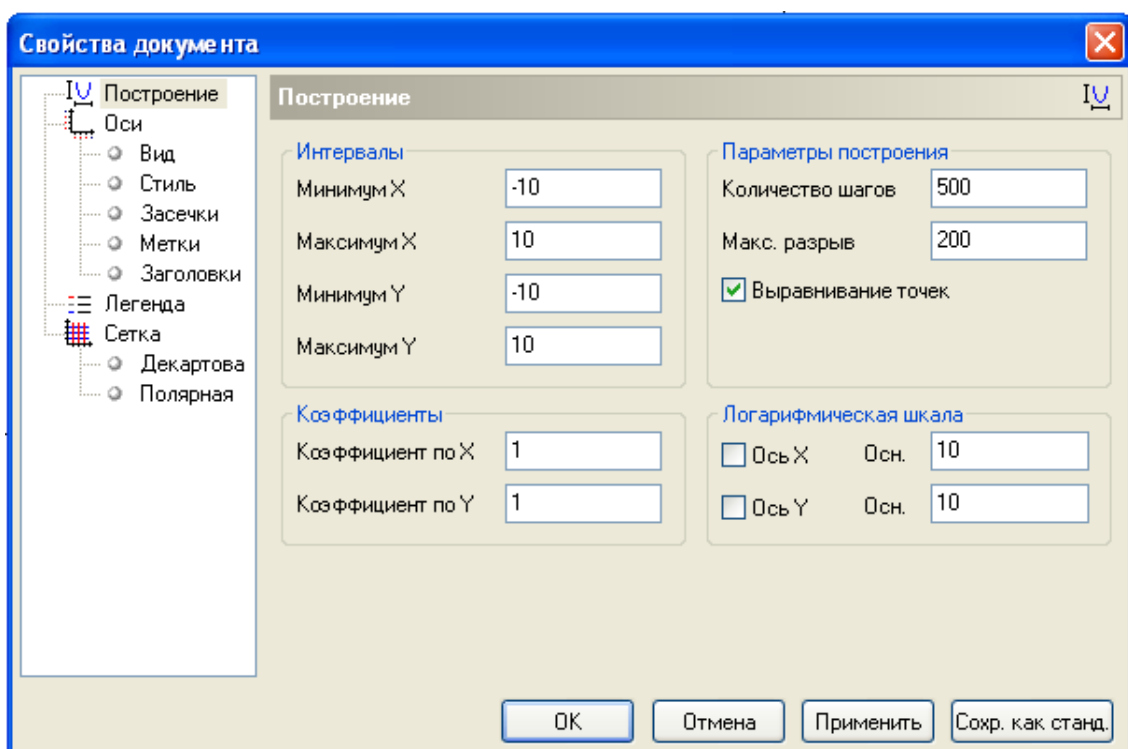 Свойства документа
Построение
Оси
Вид
Стиль
Засечки
Метки
Заголовки
Легенда
Сетка
Декартова
Полярная
Построение
Интервалы
Минимум X -10
Максимум X 10
Минимум Y -10
Максимум Y 10
Параметры построения
Количество шагов 500
Макс. разрыв 200
Выравнивание точек
Коэффициенты
Коэффициент по X 1
Коэффициент по Y 1
Логарифмическая шкала
Ось X Осн. 10
Ось Y Осн. 10
OK Отмена Применить Сохр. как станд.